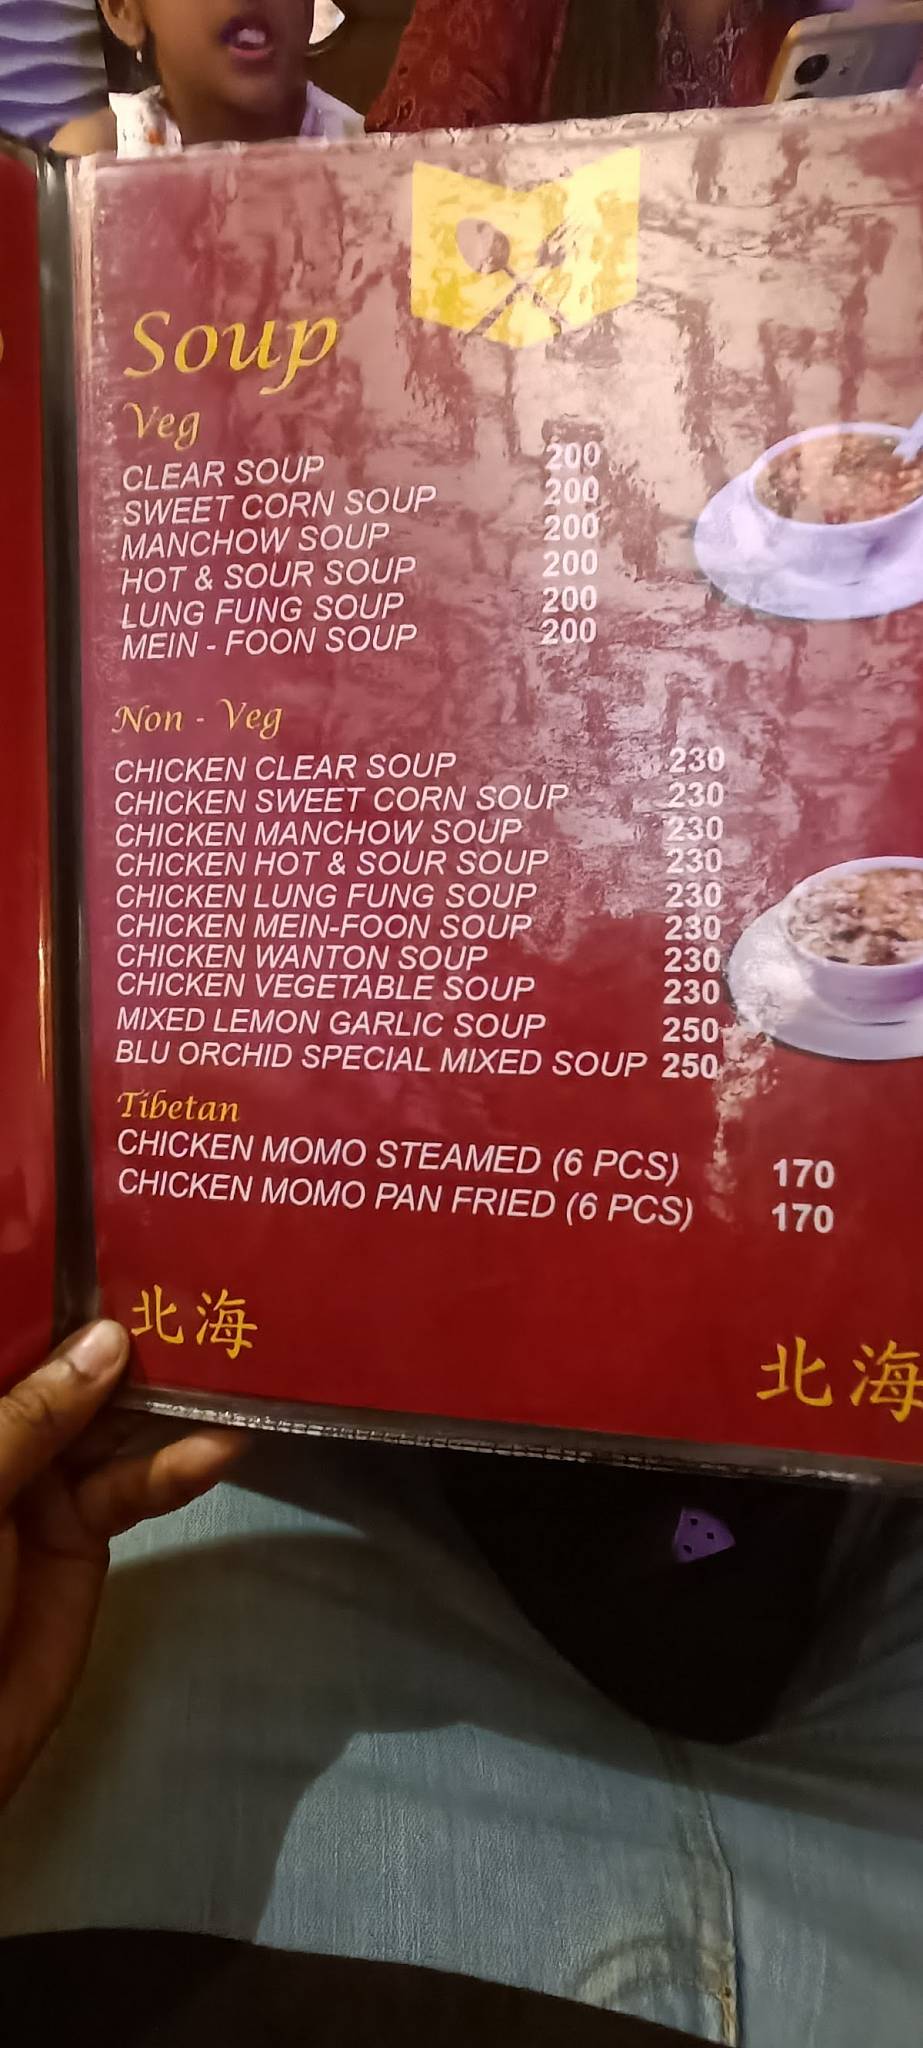 Soup
Veg
CLEAR SOUP 200
SWEET CORN SOUP 200
MANCHOW SOUP 200
HOT & SOUR SOUP 200
LUNG FUNG SOUP 200
MEIN - FOON SOUP 200
Non - Veg
CHICKEN CLEAR SOUP 230
CHICKEN SWEET CORN SOUP 230
CHICKEN MANCHOW SOUP 230
CHICKEN HOT & SOUR SOUP 230
CHICKEN LUNG FUNG SOUP 230
CHICKEN MEIN-FOON SOUP 230
CHICKEN WANTON SOUP 230
CHICKEN VEGETABLE SOUP 230
MIXED LEMON GARLIC SOUP 250
BLU ORCHID SPECIAL MIXED SOUP 250
Tibetan
CHICKEN MOMO STEAMED (6 PCS) 170
CHICKEN MOMO PAN FRIED (6 PCS) 170
北海 北海